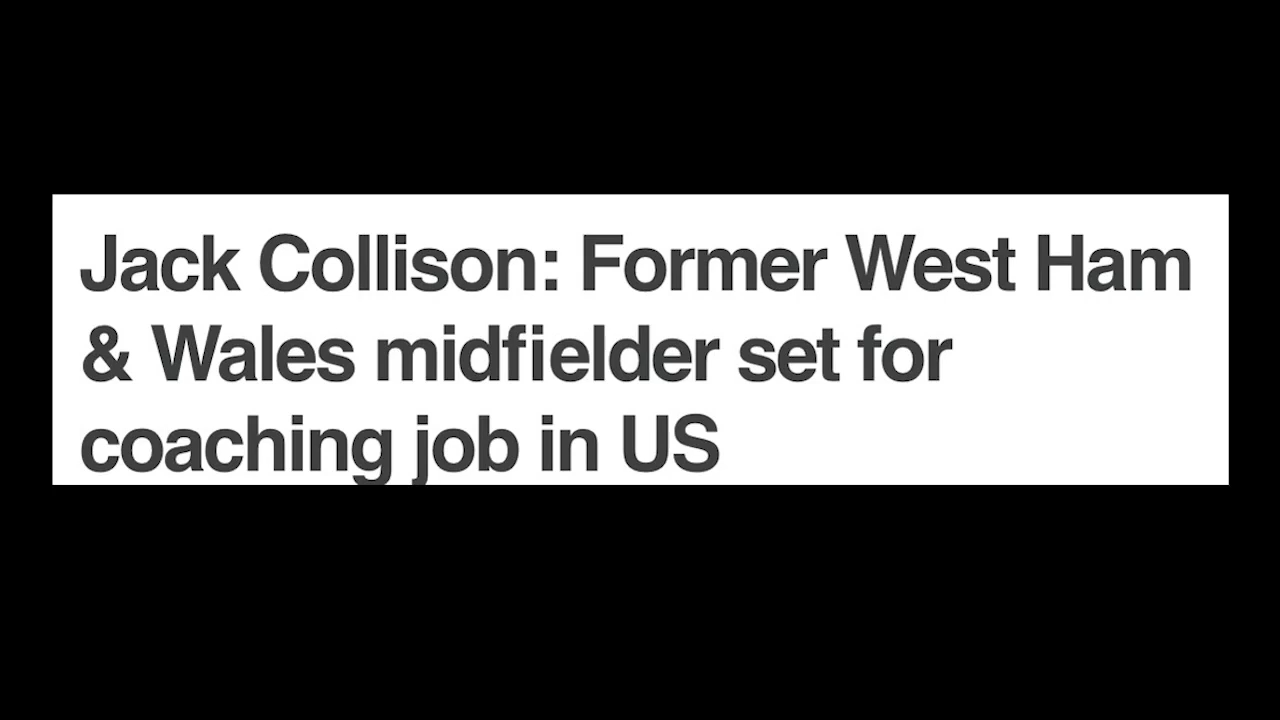 Jack Collison: Former West Ham
& Wales midfielder set for
coaching job in US